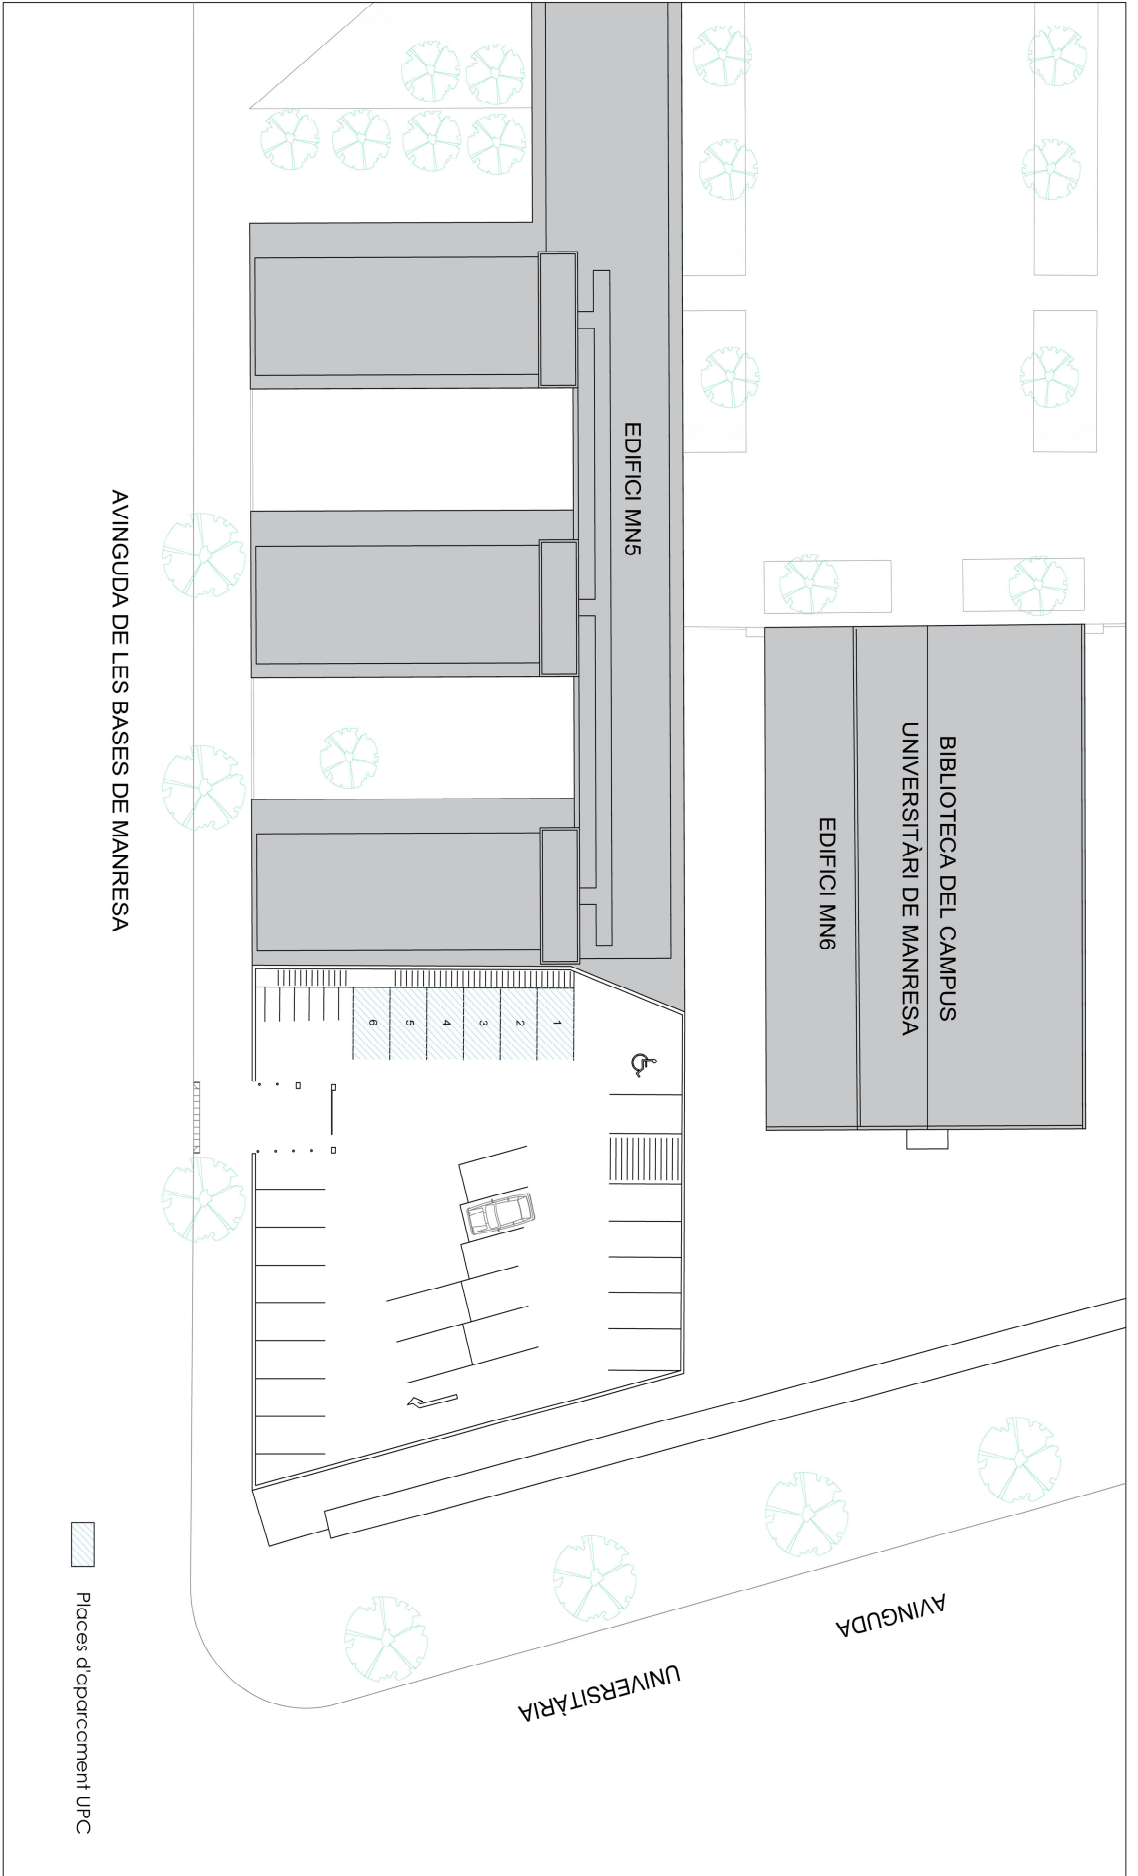 EDIFICI MN5
BIBLIOTECA DEL CAMPUS
UNIVERSITÀRI DE MANRESA
EDIFICI MN6
AVINGUDA DE LES BASES DE MANRESA
6
5
4
3
2
1
AVINGUDA
UNIVERSITÀRIA
Places d'aparcament UPC